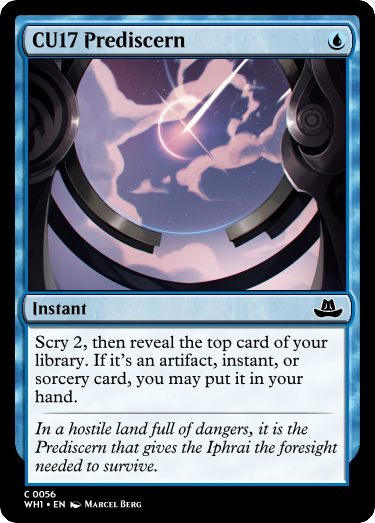 CU17 Prediscern
Instant
Scry 2, then reveal the top card of your
library. If it's an artifact, instant, or
sorcery card, you may put it in your
hand.
In a hostile land full of dangers, it is the
Prediscern that gives the Iphrai the foresight
needed to survive.
C 0056
WH1 • EN Marcel Berg